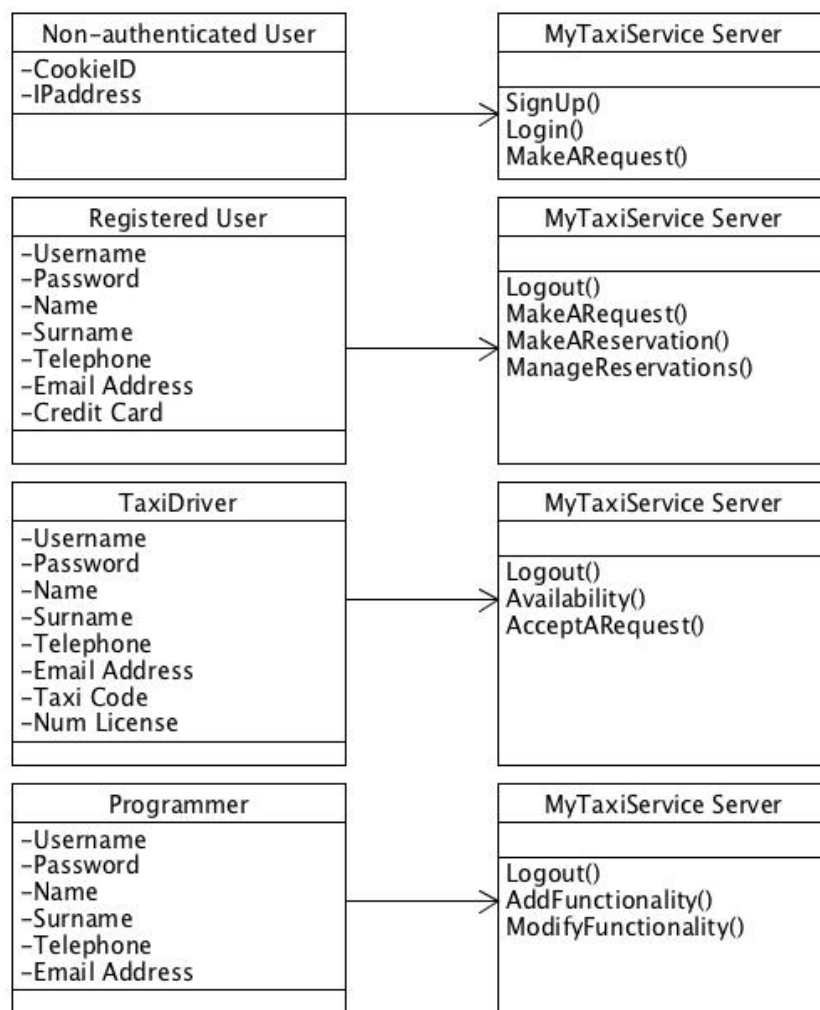 Non-authenticated User
-CookieID
-IPaddress
MyTaxiService Server
SignUp()
Login()
MakeARequest()
Registered User
-Username
-Password
-Name
-Surname
-Telephone
-Email Address
-Credit Card
MyTaxiService Server
Logout()
MakeARequest()
MakeAReservation()
ManageReservations()
TaxiDriver
-Username
-Password
-Name
-Surname
-Telephone
-Email Address
-Taxi Code
-Num License
MyTaxiService Server
Logout()
Availability()
AcceptARequest()
Programmer
-Username
-Password
-Name
-Surname
-Telephone
-Email Address
MyTaxiService Server
Logout()
AddFunctionality()
ModifyFunctionality()